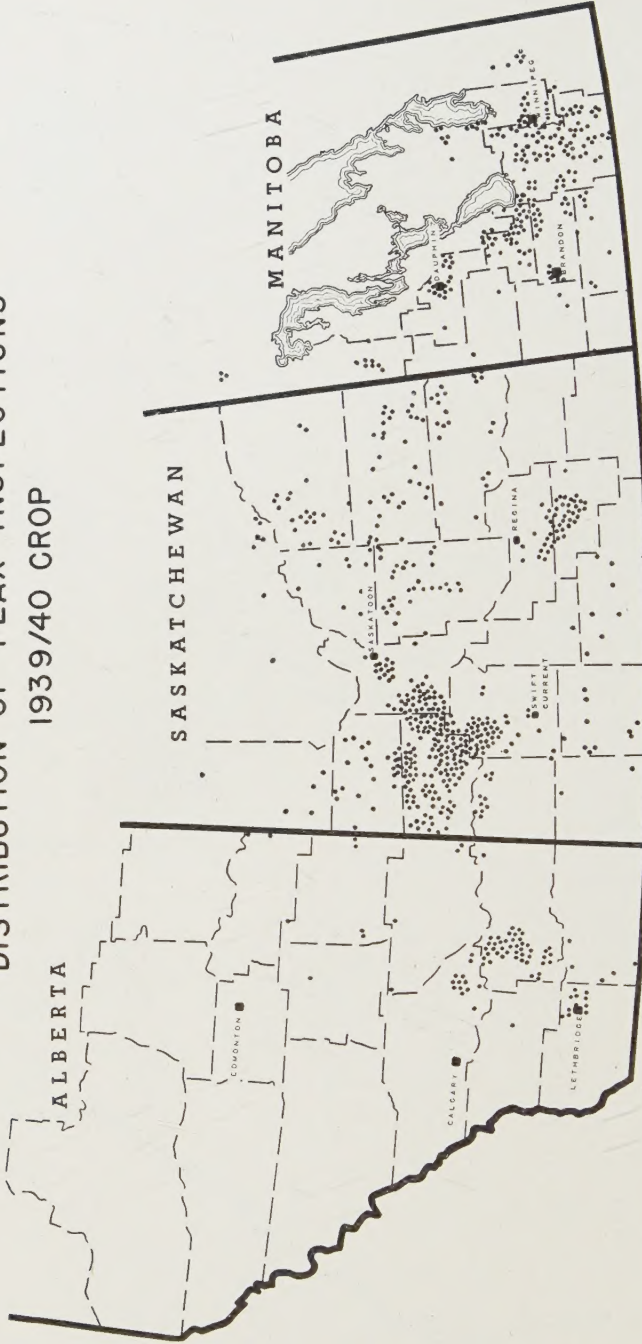 DISTRIBUTION OF FLAX INSPECTIONS
1939/40 CROP
ALBERTA
SASKATCHEWAN
MANITOBA
EDMONTON
CALGARY
LETHBRIDGE
SASKATOON
SWIFT
CURRENT
REGINA
DAUPHIN
BRANDON
WINNIPEG